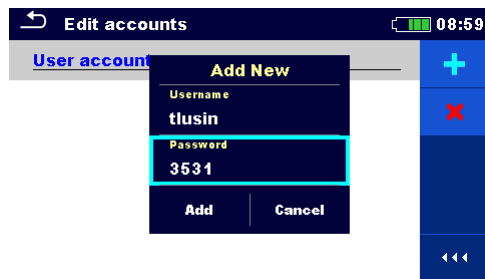 Edit accounts
08:59
User account
Add New
Username
tlusin
Password
3531
Add
Cancel